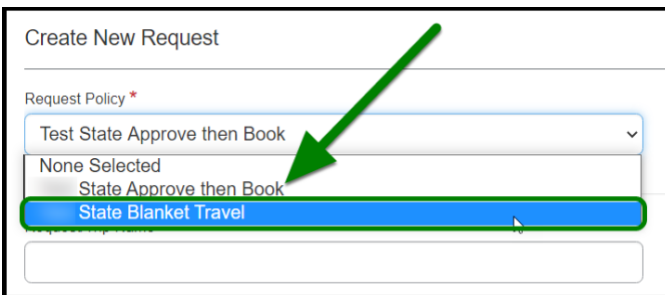 Create New Request
Request Policy *
Test State Approve then Book
None Selected
State Approve then Book
State Blanket Travel